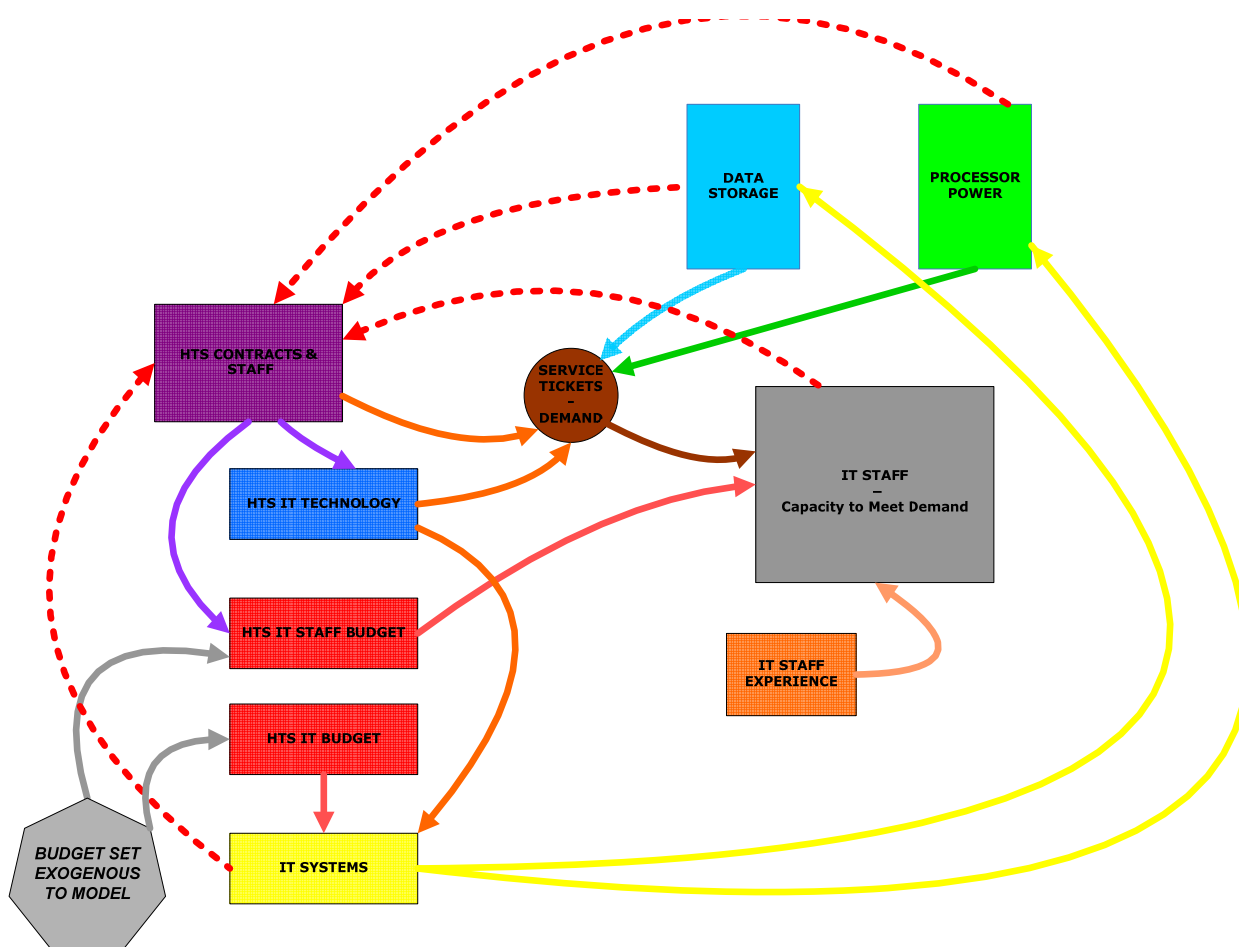 DATA
STORAGE
PROCESSOR
POWER
HTS CONTRACTS &
STAFF
SERVICE
TICKETS
–
DEMAND
IT STAFF
–
Capacity to Meet Demand
HTS IT TECHNOLOGY
HTS IT STAFF BUDGET
IT STAFF
EXPERIENCE
HTS IT BUDGET
BUDGET SET
EXOGENOUS
TO MODEL
IT SYSTEMS